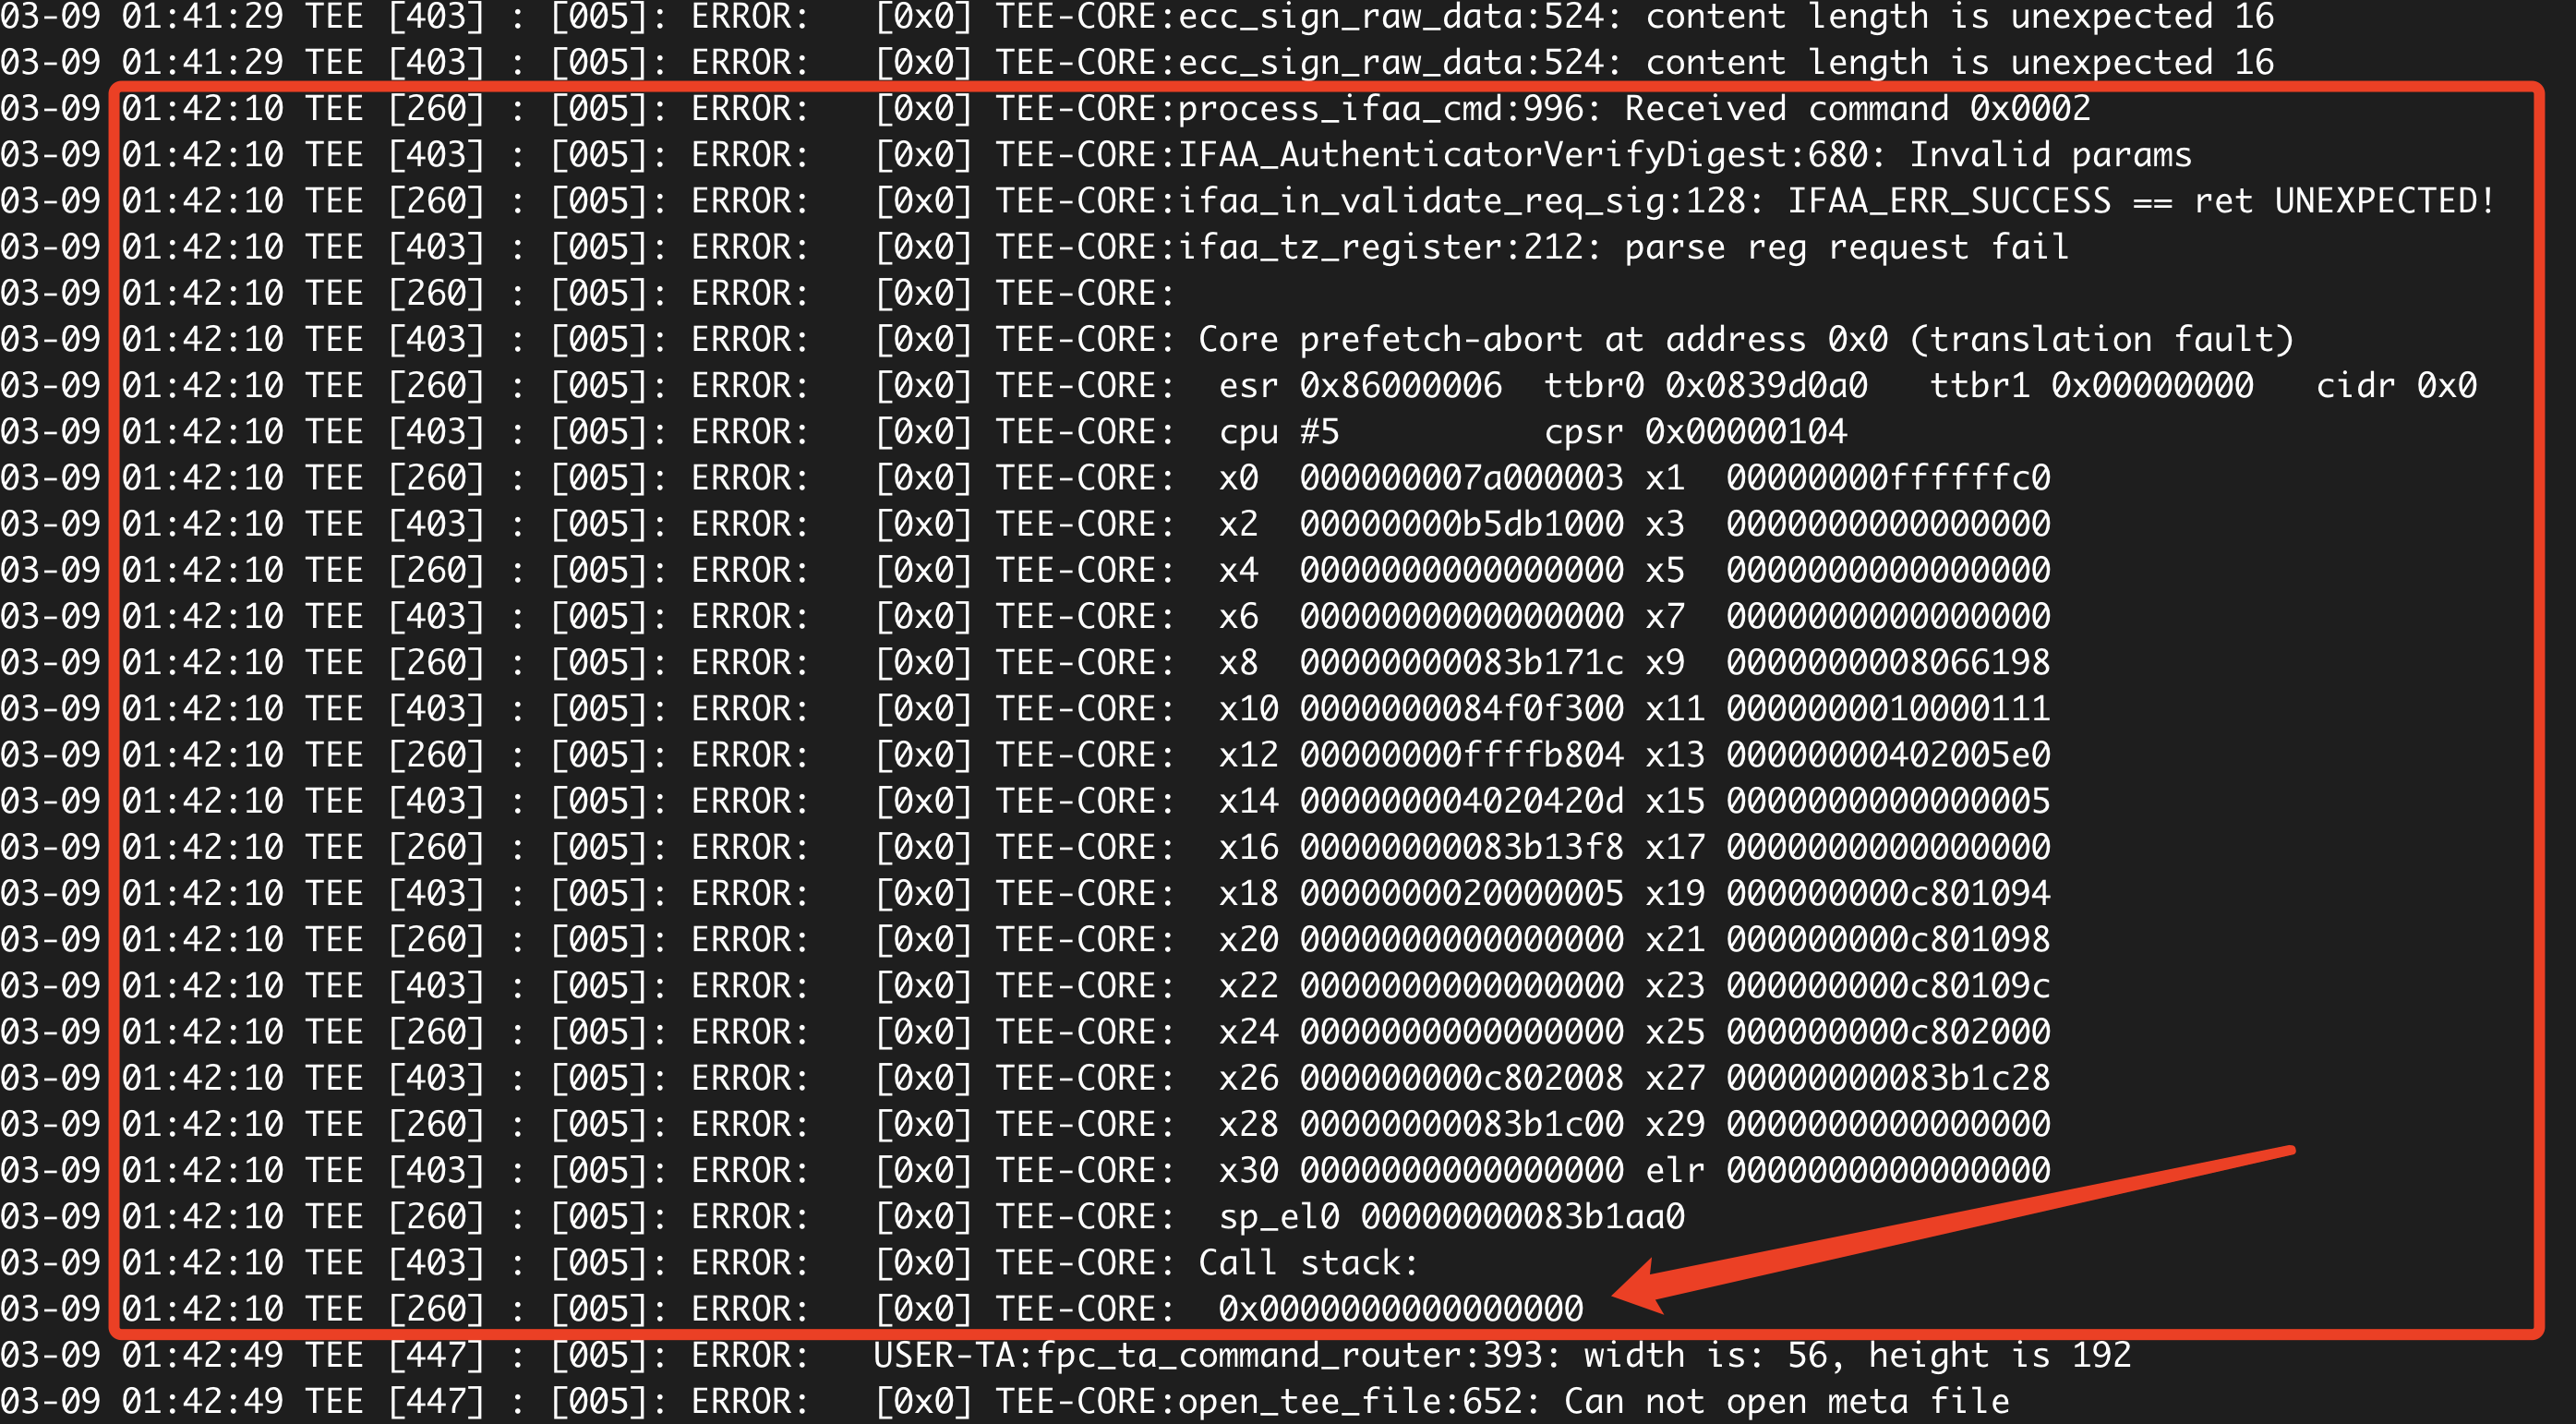 03-09 01:41:29 TEE [403] : [005]: ERROR:   [0x0] TEE-CORE:ecc_sign_raw_data:524: content length is unexpected 16
03-09 01:41:29 TEE [403] : [005]: ERROR:   [0x0] TEE-CORE:ecc_sign_raw_data:524: content length is unexpected 16
03-09 01:42:10 TEE [260] : [005]: ERROR:   [0x0] TEE-CORE:process_ifaa_cmd:996: Received command 0x0002
03-09 01:42:10 TEE [403] : [005]: ERROR:   [0x0] TEE-CORE:IFAA_AuthenticatorVerifyDigest:680: Invalid params
03-09 01:42:10 TEE [260] : [005]: ERROR:   [0x0] TEE-CORE:ifaa_in_validate_req_sig:128: IFAA_ERR_SUCCESS == ret UNEXPECTED!
03-09 01:42:10 TEE [403] : [005]: ERROR:   [0x0] TEE-CORE:ifaa_tz_register:212: parse reg request fail
03-09 01:42:10 TEE [260] : [005]: ERROR:   [0x0] TEE-CORE:
03-09 01:42:10 TEE [403] : [005]: ERROR:   [0x0] TEE-CORE: Core prefetch-abort at address 0x0 (translation fault)
03-09 01:42:10 TEE [260] : [005]: ERROR:   [0x0] TEE-CORE:  esr 0x86000006  ttbr0 0x0839d0a0   ttbr1 0x00000000   cidr 0x0
03-09 01:42:10 TEE [403] : [005]: ERROR:   [0x0] TEE-CORE:  cpu #5          cpsr 0x00000104
03-09 01:42:10 TEE [260] : [005]: ERROR:   [0x0] TEE-CORE:  x0  000000007a000003 x1  00000000ffffffc0
03-09 01:42:10 TEE [403] : [005]: ERROR:   [0x0] TEE-CORE:  x2  00000000b5db1000 x3  0000000000000000
03-09 01:42:10 TEE [260] : [005]: ERROR:   [0x0] TEE-CORE:  x4  0000000000000000 x5  0000000000000000
03-09 01:42:10 TEE [403] : [005]: ERROR:   [0x0] TEE-CORE:  x6  0000000000000000 x7  0000000000000000
03-09 01:42:10 TEE [260] : [005]: ERROR:   [0x0] TEE-CORE:  x8  00000000083b171c x9  0000000008066198
03-09 01:42:10 TEE [403] : [005]: ERROR:   [0x0] TEE-CORE:  x10 0000000084f0f300 x11 0000000010000111
03-09 01:42:10 TEE [260] : [005]: ERROR:   [0x0] TEE-CORE:  x12 00000000ffffb804 x13 00000000402005e0
03-09 01:42:10 TEE [403] : [005]: ERROR:   [0x0] TEE-CORE:  x14 000000004020420d x15 0000000000000005
03-09 01:42:10 TEE [260] : [005]: ERROR:   [0x0] TEE-CORE:  x16 00000000083b13f8 x17 0000000000000000
03-09 01:42:10 TEE [403] : [005]: ERROR:   [0x0] TEE-CORE:  x18 0000000020000005 x19 000000000c801094
03-09 01:42:10 TEE [260] : [005]: ERROR:   [0x0] TEE-CORE:  x20 0000000000000000 x21 000000000c801098
03-09 01:42:10 TEE [403] : [005]: ERROR:   [0x0] TEE-CORE:  x22 0000000000000000 x23 000000000c80109c
03-09 01:42:10 TEE [260] : [005]: ERROR:   [0x0] TEE-CORE:  x24 0000000000000000 x25 000000000c802000
03-09 01:42:10 TEE [403] : [005]: ERROR:   [0x0] TEE-CORE:  x26 000000000c802008 x27 00000000083b1c28
03-09 01:42:10 TEE [260] : [005]: ERROR:   [0x0] TEE-CORE:  x28 00000000083b1c00 x29 0000000000000000
03-09 01:42:10 TEE [403] : [005]: ERROR:   [0x0] TEE-CORE:  x30 0000000000000000 elr 0000000000000000
03-09 01:42:10 TEE [260] : [005]: ERROR:   [0x0] TEE-CORE:  sp_el0 00000000083b1aa0
03-09 01:42:10 TEE [403] : [005]: ERROR:   [0x0] TEE-CORE: Call stack:
03-09 01:42:10 TEE [260] : [005]: ERROR:   [0x0] TEE-CORE:  0x0000000000000000
03-09 01:42:49 TEE [447] : [005]: ERROR:   USER-TA:fpc_ta_command_router:393: width is: 56, height is 192
03-09 01:42:49 TEE [447] : [005]: ERROR:   [0x0] TEE-CORE:open_tee_file:652: Can not open meta file